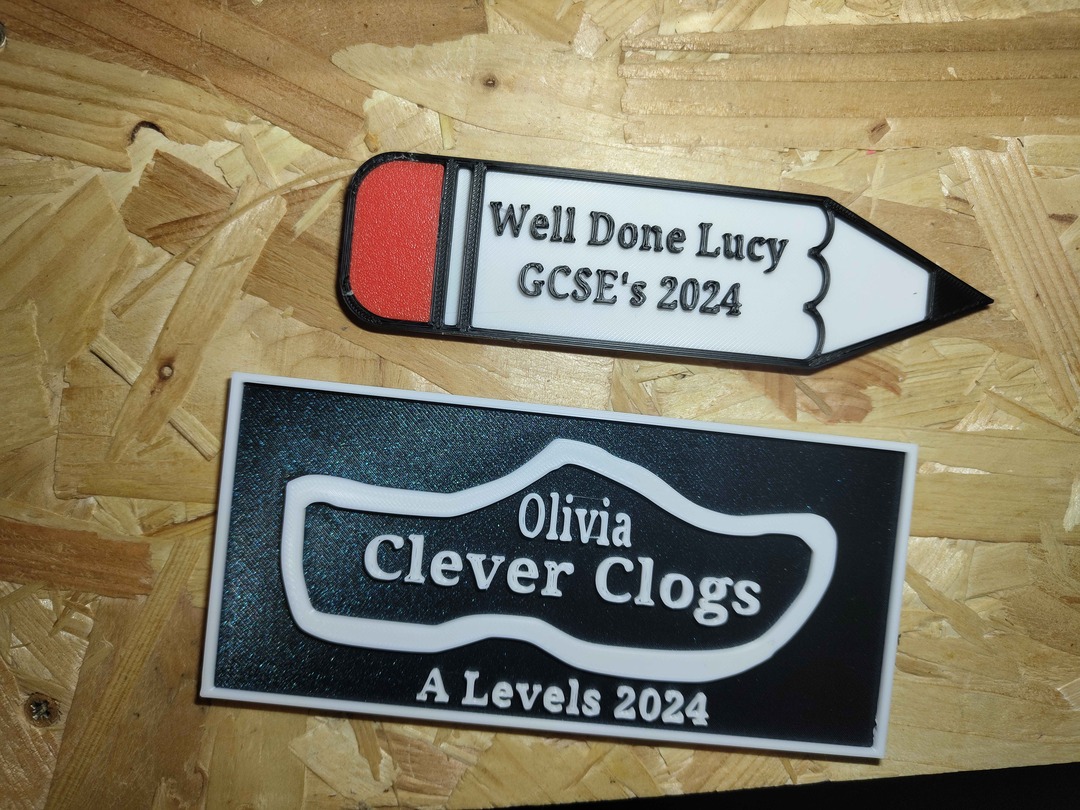 Well Done Lucy
GCSE's 2024
Olivia
Clever Clogs
A Levels 2024